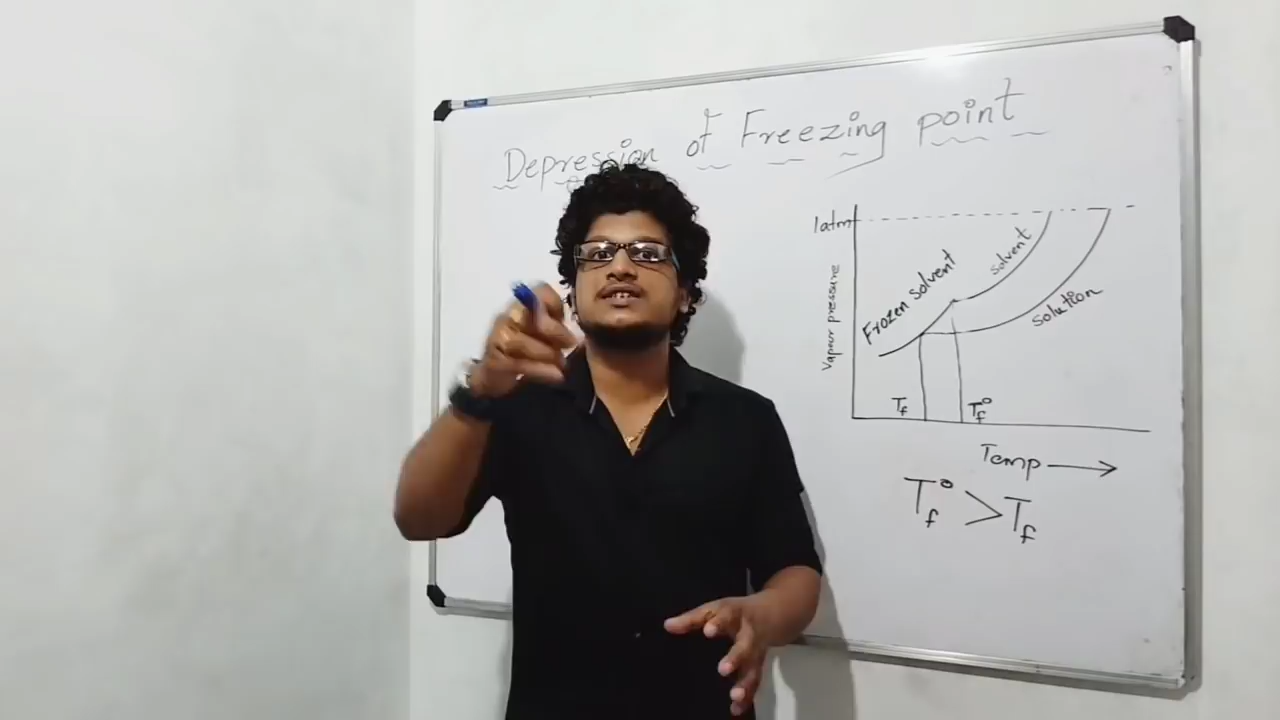 Depression of Freezing point
1atm
Vapour pressure
Frozen solvent
solvent
solution
Tf
Tf°
Temp →
Tf° > Tf